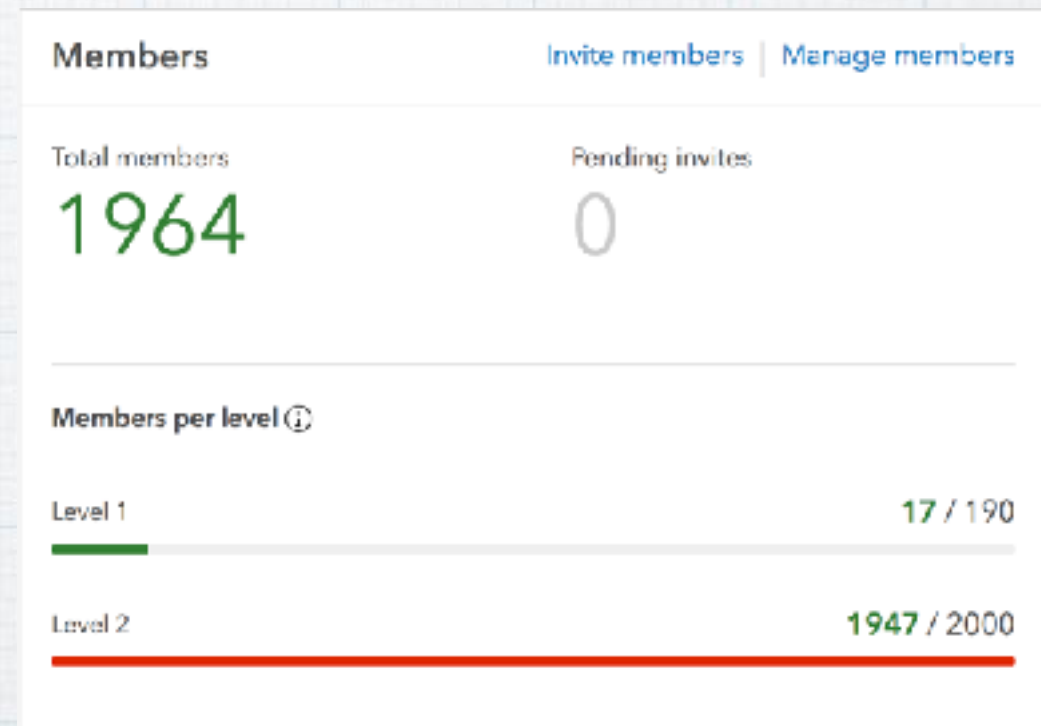 Members
Invite members | Manage members
Total members
1964
Pending invites
0
Members per level
Level 1
17 / 190
Level 2
1947 / 2000